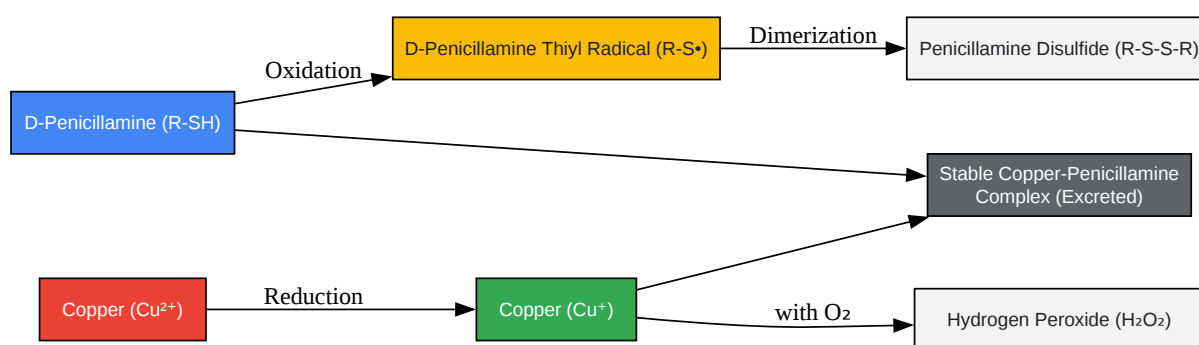 D-Penicillamine Thiyl Radical (R-S•)
Dimerization
Penicillamine Disulfide (R-S-S-R)
Oxidation
D-Penicillamine (R-SH)
Stable Copper-Penicillamine
Complex (Excreted)
Copper (Cu²⁺)
Reduction
Copper (Cu⁺)
with O₂
Hydrogen Peroxide (H₂O₂)